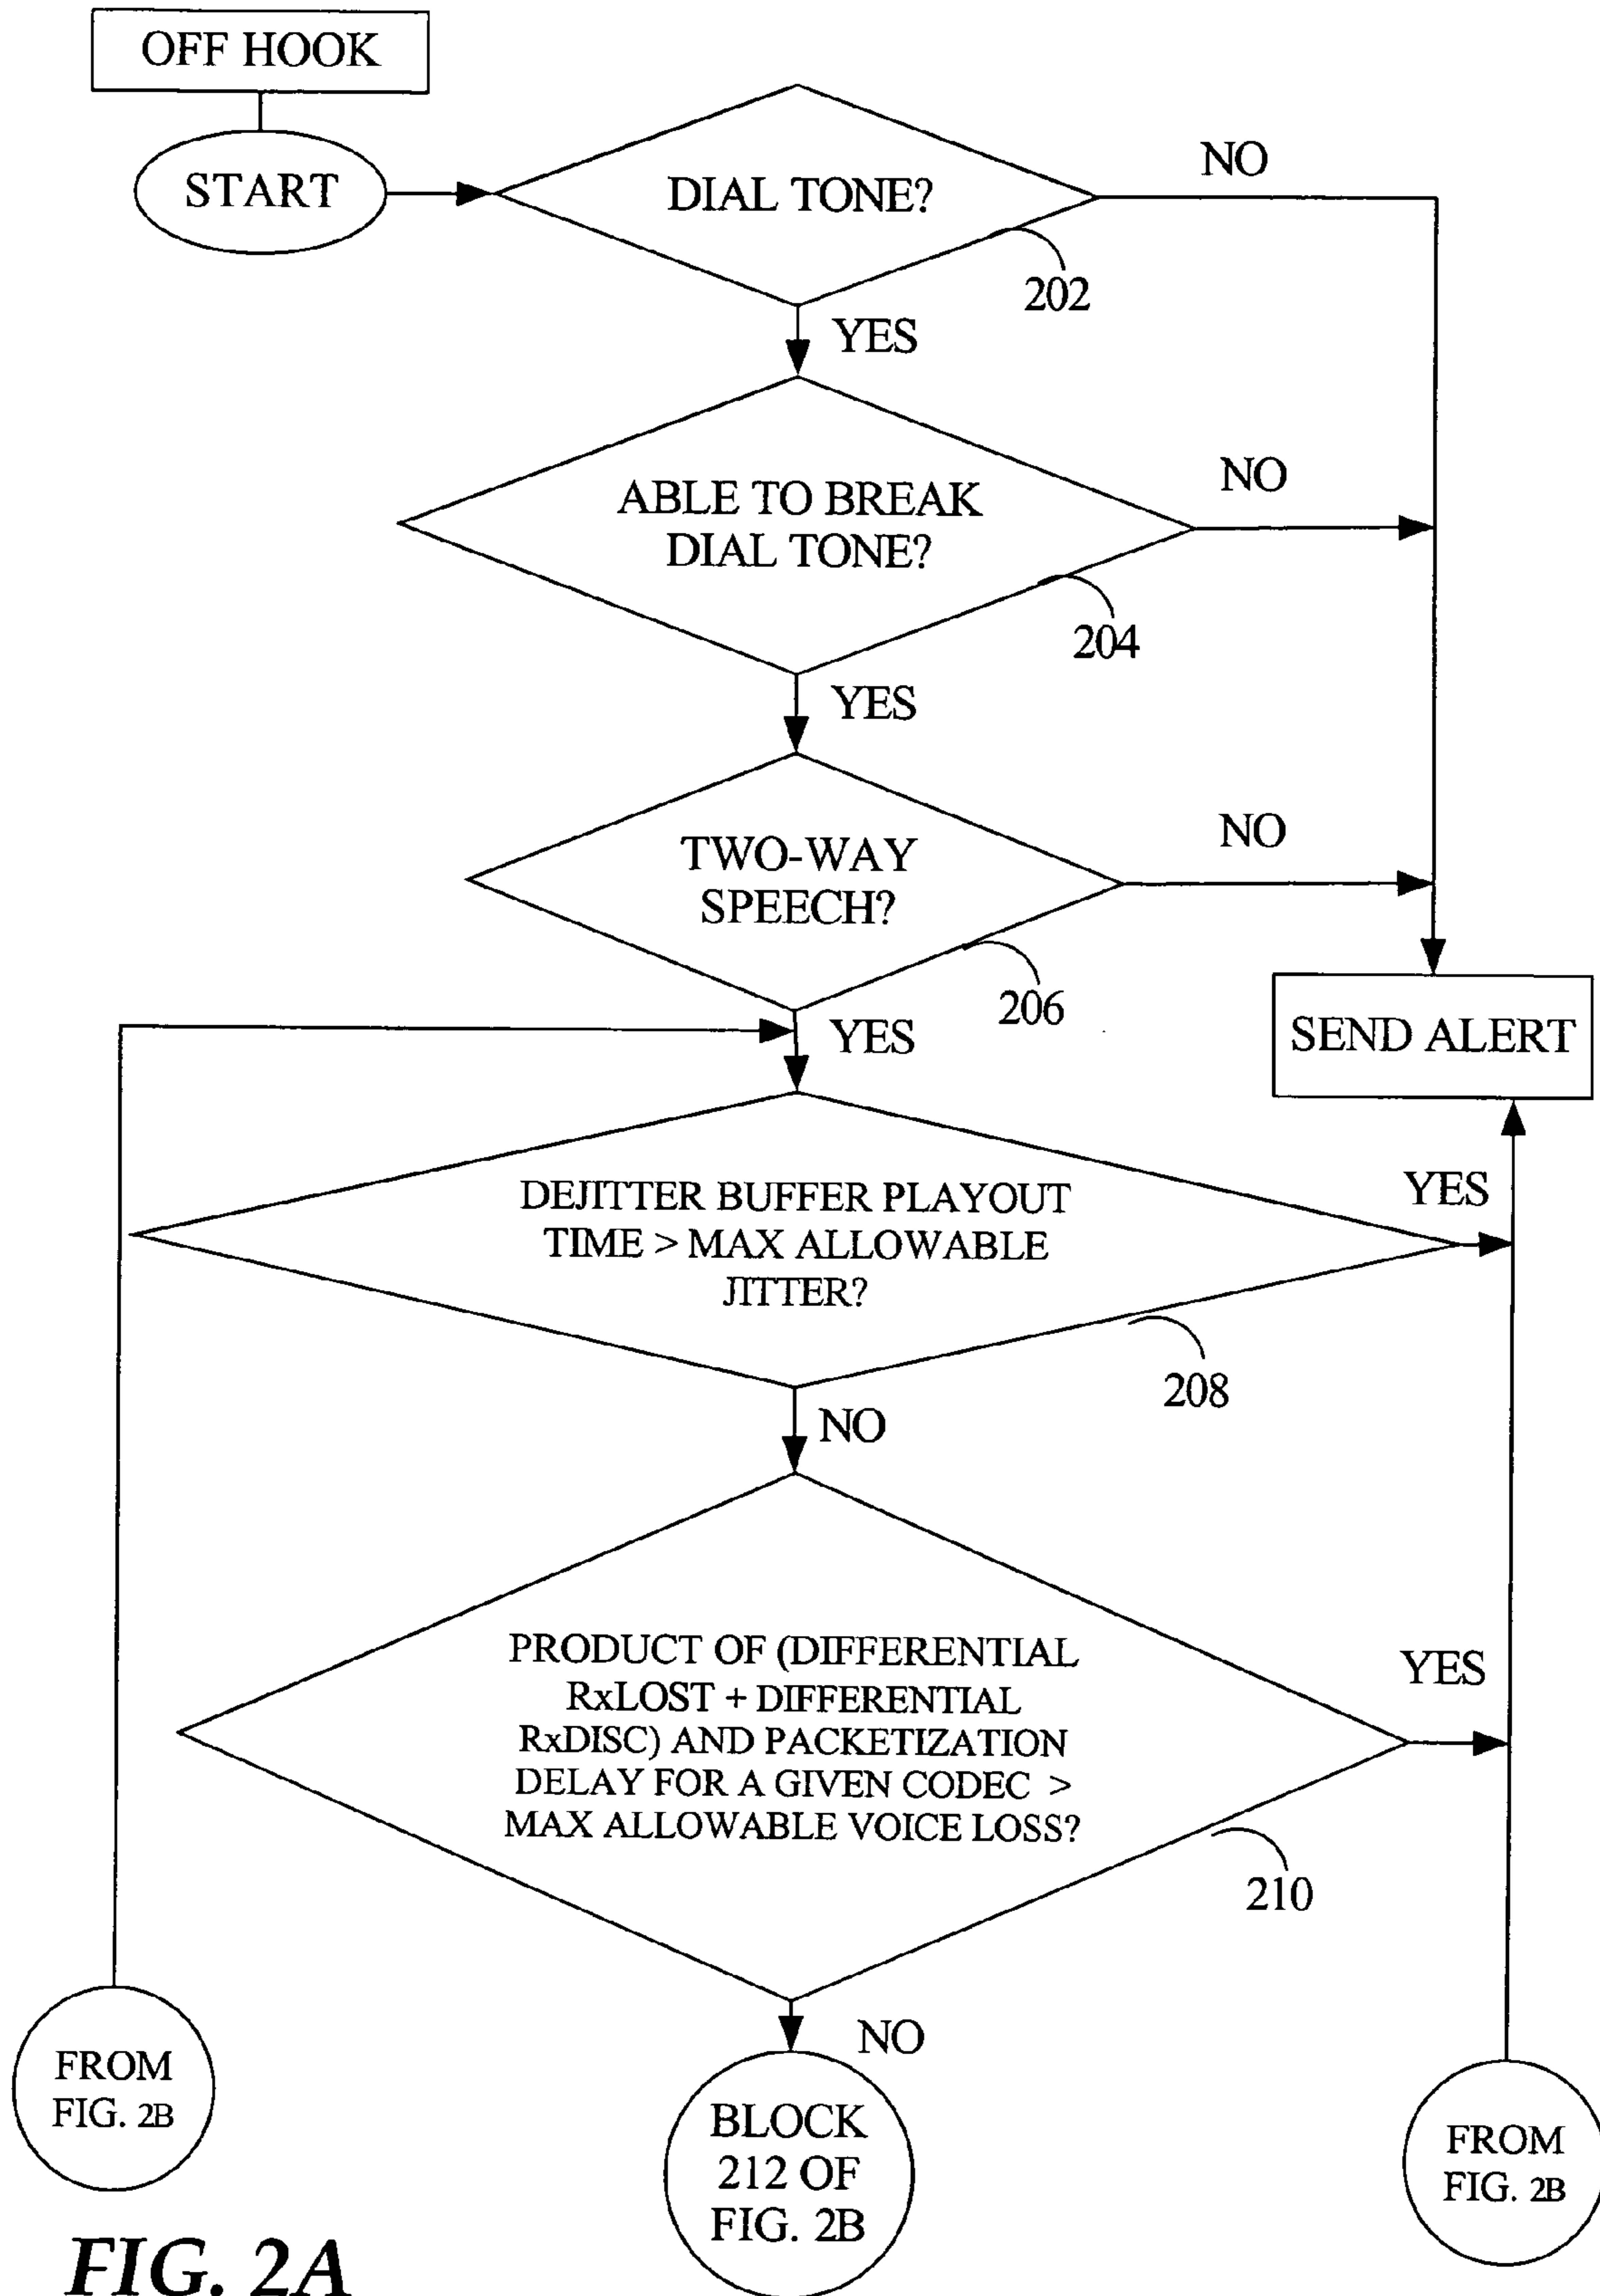 OFF HOOK
START
DIAL TONE?
NO
202
YES
ABLE TO BREAK
DIAL TONE?
NO
204
YES
TWO-WAY
SPEECH?
NO
206
YES
SEND ALERT
DEJITTER BUFFER PLAYOUT
TIME > MAX ALLOWABLE
JITTER?
YES
208
NO
PRODUCT OF (DIFFERENTIAL
RxLOST + DIFFERENTIAL
RxDISC) AND PACKETIZATION
DELAY FOR A GIVEN CODEC >
MAX ALLOWABLE VOICE LOSS?
YES
210
NO
FROM
FIG. 2B
BLOCK
212 OF
FIG. 2B
FROM
FIG. 2B
FIG. 2A